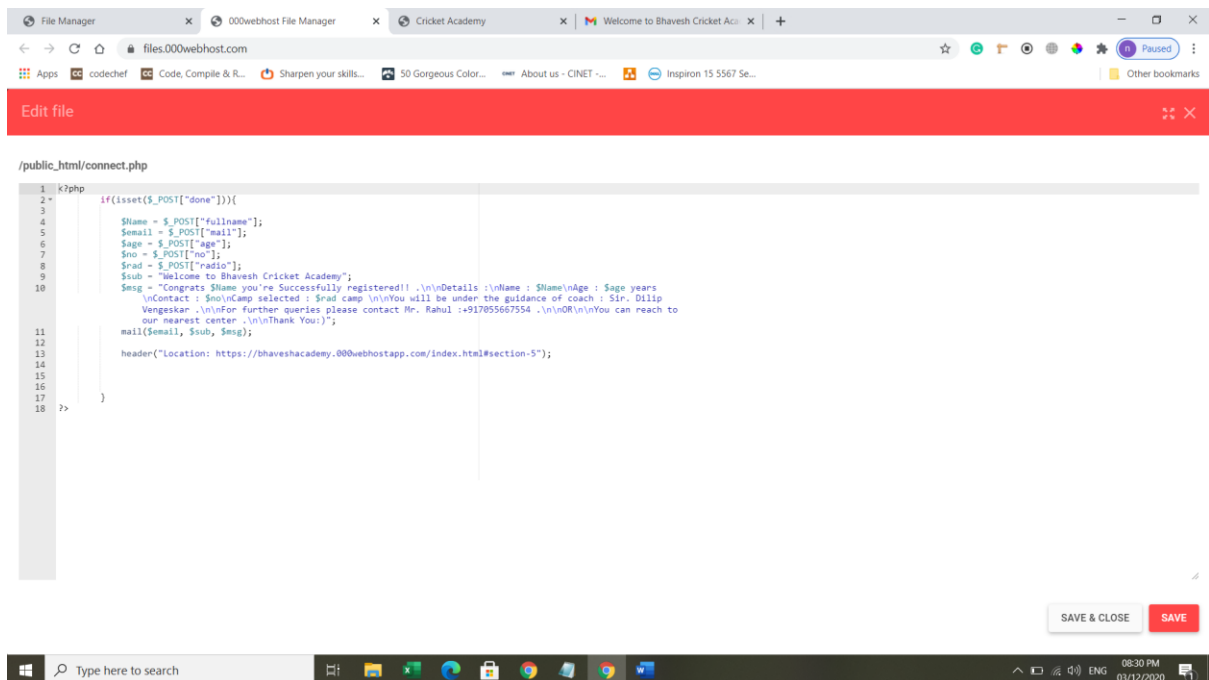 File Manager
000webhost File Manager
Cricket Academy
Welcome to Bhavesh Cricket Aca
files.000webhost.com
n Paused
Apps
codechef
Code, Compile & R...
Sharpen your skills...
50 Gorgeous Color...
About us - CINET -...
Inspiron 15 5567 Se...
Other bookmarks
Edit file
/public_html/connect.php
1 <?php
2 if(isset($_POST["done"])){
3
4 $Name = $_POST["fullname"];
5 $email = $_POST["mail"];
6 $age = $_POST["age"];
7 $no = $_POST["no"];
8 $rad = $_POST["radio"];
9 $sub = "Welcome to Bhavesh Cricket Academy";
10 $msg = "Congrats $Name you're Successfully registered!! .\n\nDetails :\nName : $Name\nAge : $age years
\nContact : $no\nCamp selected : $rad camp \n\nYou will be under the guidance of coach : Sir. Dilip
Vengeskar .\n\nFor further queries please contact Mr. Rahul :+917055667554 .\n\nOR\n\nYou can reach to
our nearest center .\n\nThank You:)";
11 mail($email, $sub, $msg);
12
13 header("Location: https://bhaveshacademy.000webhostapp.com/index.html#section-5");
14
15
16
17 }
18 ?>
SAVE & CLOSE
SAVE
Type here to search
ENG
08:30 PM
03/12/2020